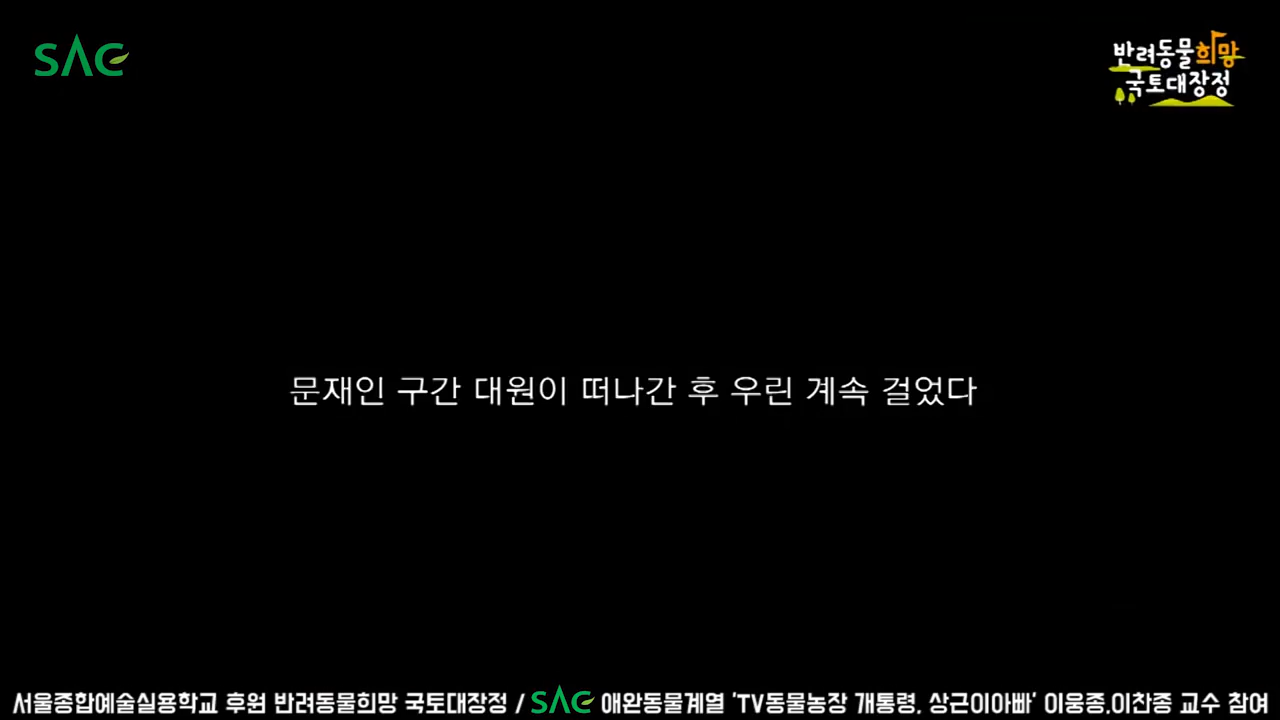 SAC
반려동물희망
국토대장정
문재인 구간 대원이 떠나간 후 우린 계속 걸었다
서울종합예술실용학교 후원 반려동물희망 국토대장정 / SAC 애완동물계열 'TV동물농장 개통령, 상근이아빠' 이웅종,이찬종 교수 참여